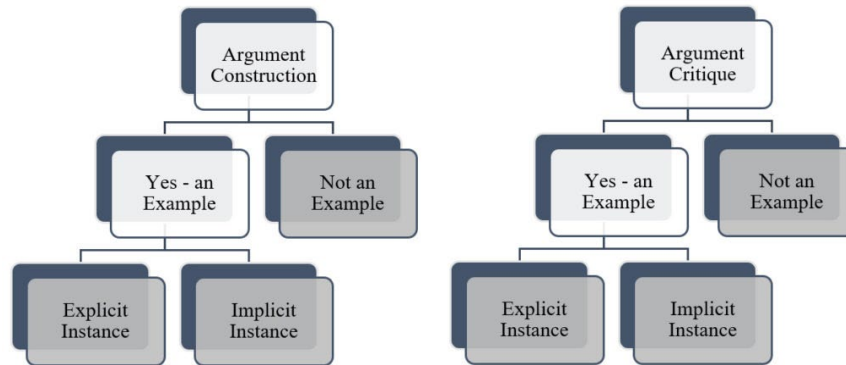 Argument
Construction
Yes - an
Example
Not an
Example
Explicit
Instance
Implicit
Instance
Argument
Critique
Yes - an
Example
Not an
Example
Explicit
Instance
Implicit
Instance